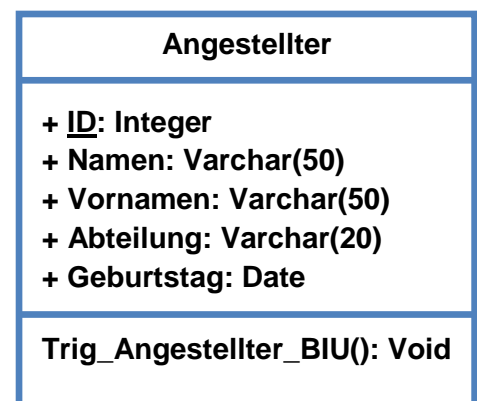 Angestellter
+ ID: Integer
+ Namen: Varchar(50)
+ Vornamen: Varchar(50)
+ Abteilung: Varchar(20)
+ Geburtstag: Date
Trig_Angestellter_BIU(): Void